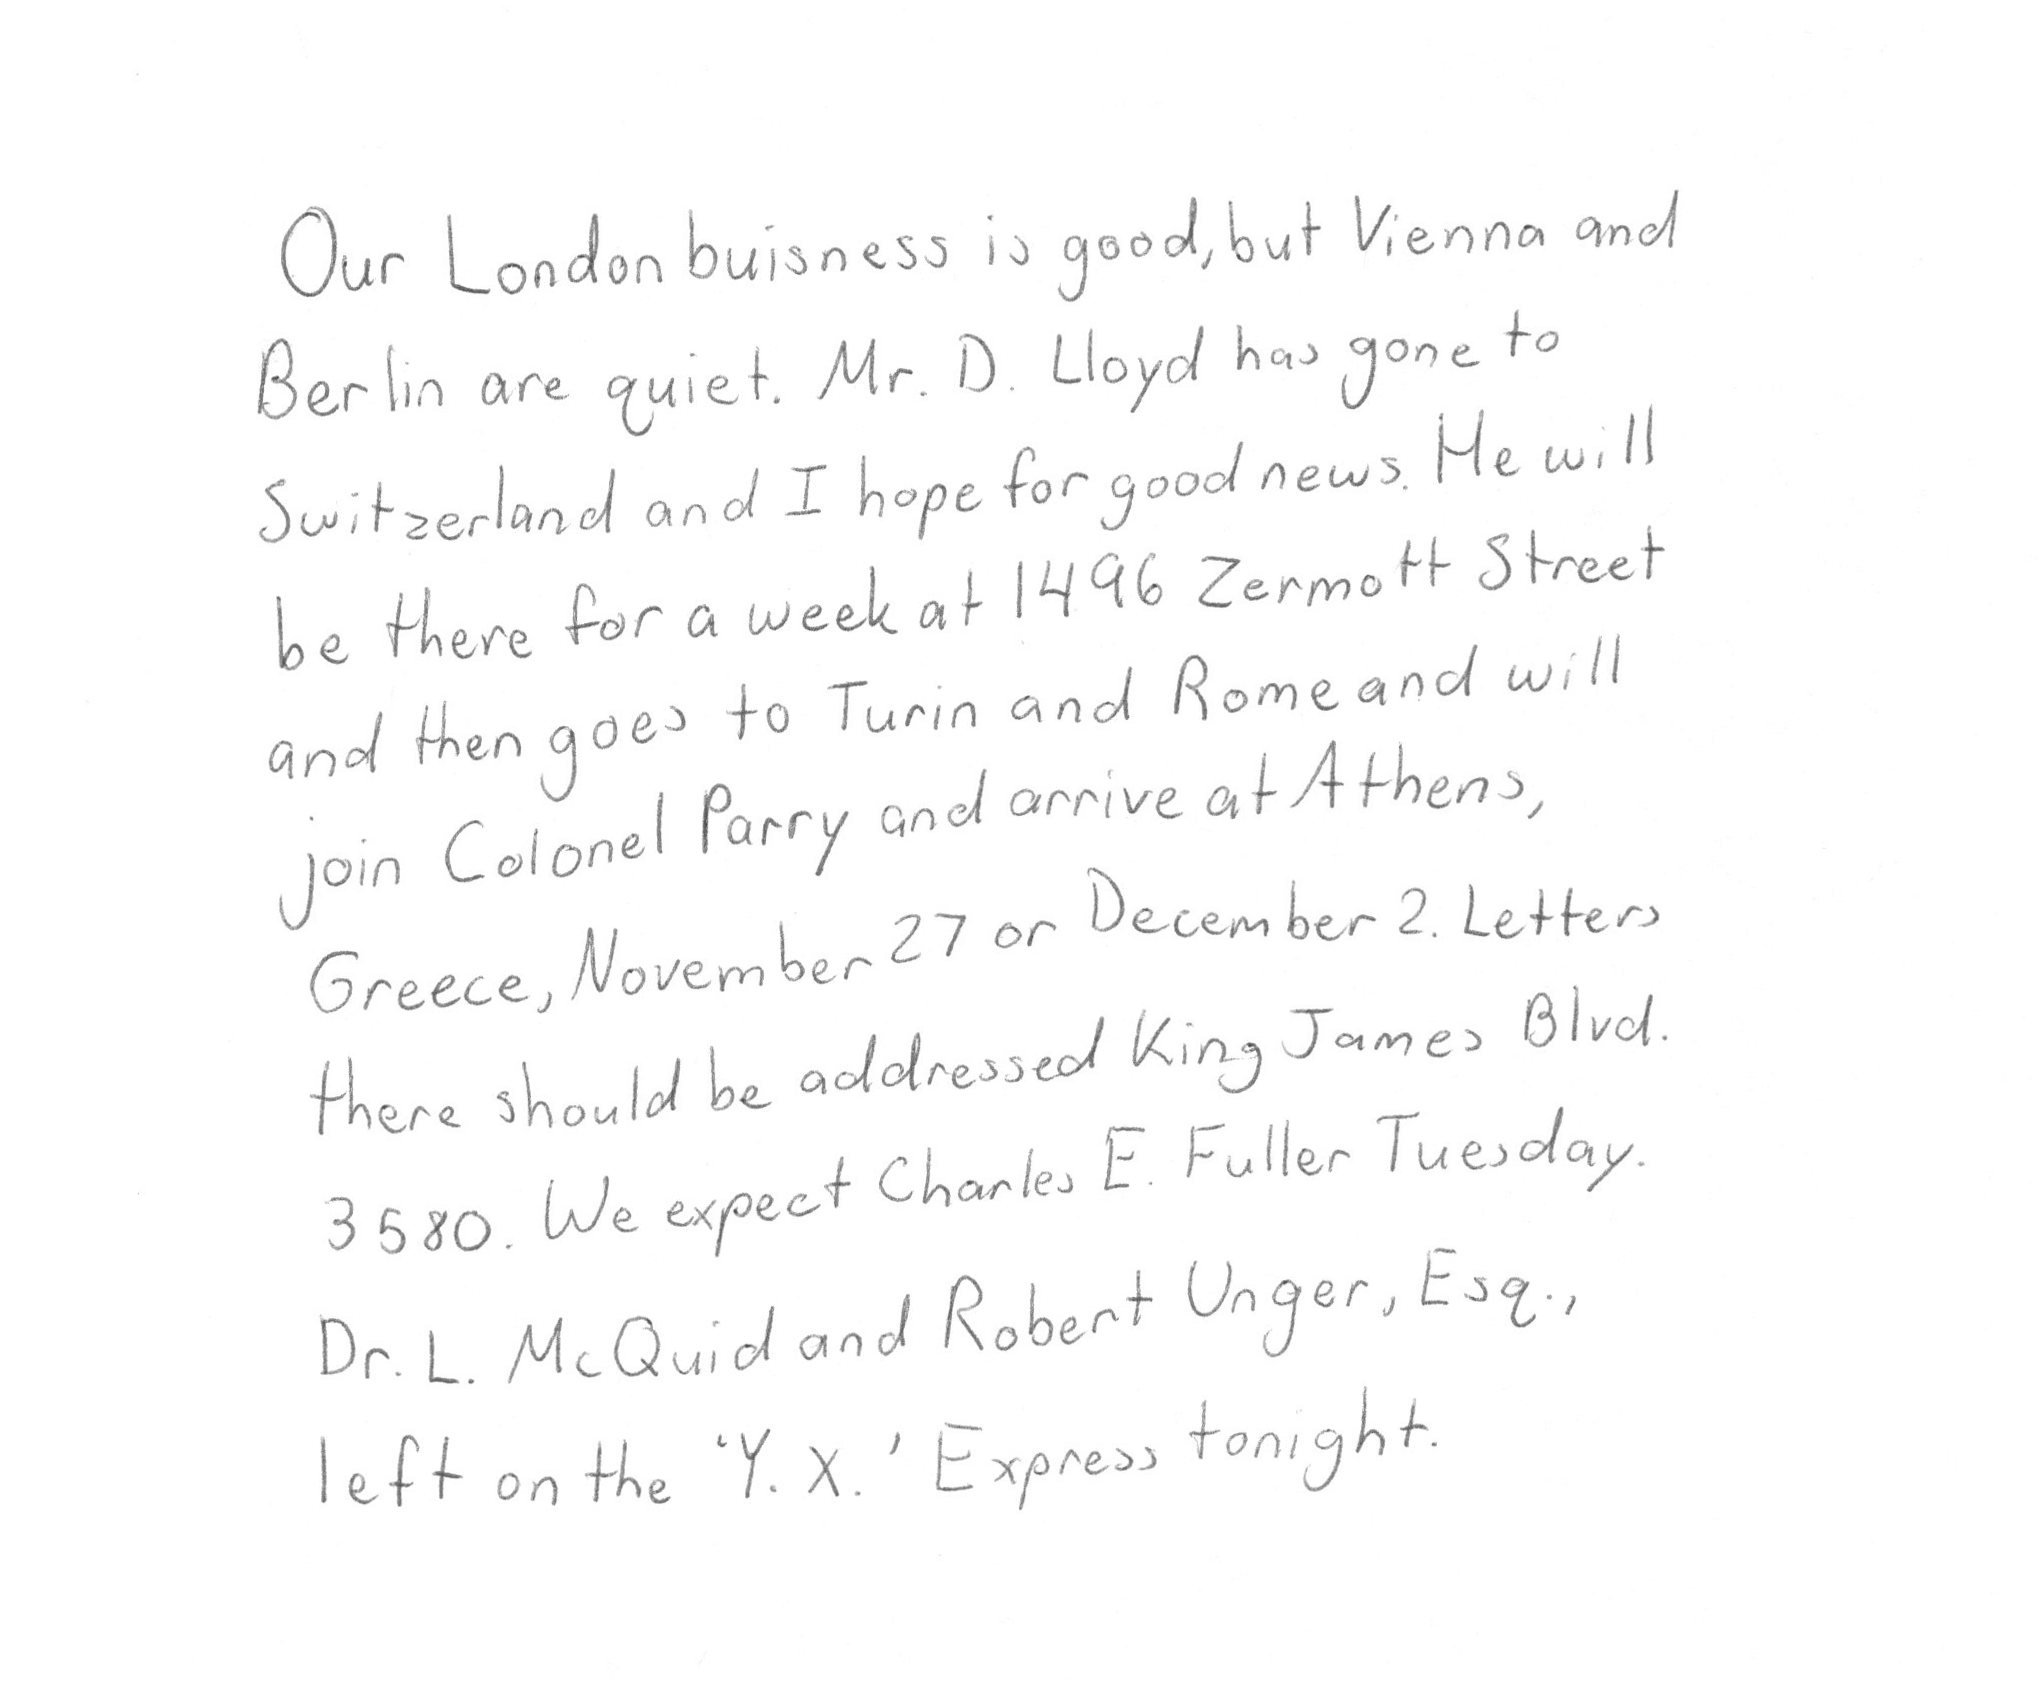 Our London buisness is good, but Vienna and
Berlin are quiet. Mr. D. Lloyd has gone to
Switzerland and I hope for good news. He will
be there for a week at 1496 Zermott Street
and then goes to Turin and Rome and will
join Colonel Parry and arrive at Athens,
Greece, November 27 or December 2. Letters
there should be addressed King James Blvd.
3580. We expect Charles E. Fuller Tuesday.
Dr. L. McQuid and Robert Unger, Esq.,
left on the 'Y. X.' Express tonight.